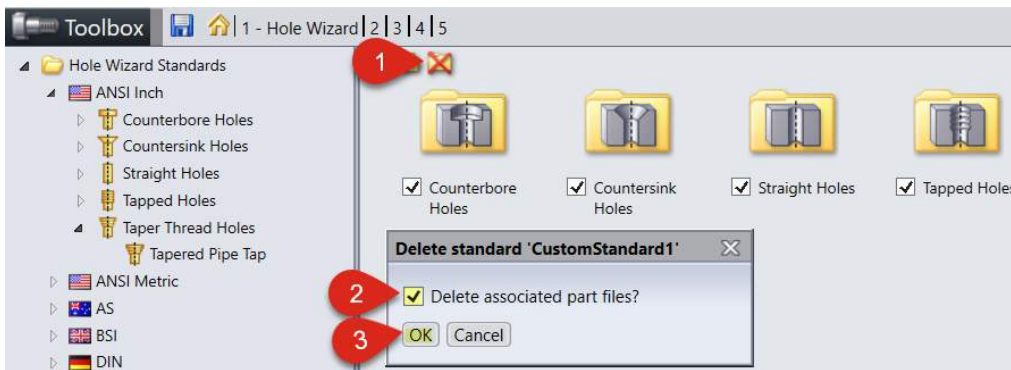 Toolbox 1 - Hole Wizard 2 3 4 5
Hole Wizard Standards
ANSI Inch
Counterbore Holes
Countersink Holes
Straight Holes
Tapped Holes
Taper Thread Holes
Tapered Pipe Tap
ANSI Metric
AS
BSI
DIN
1
Counterbore
Holes
Countersink
Holes
Straight Holes
Tapped Holes
Delete standard 'CustomStandard1'
2
Delete associated part files?
3
OK Cancel